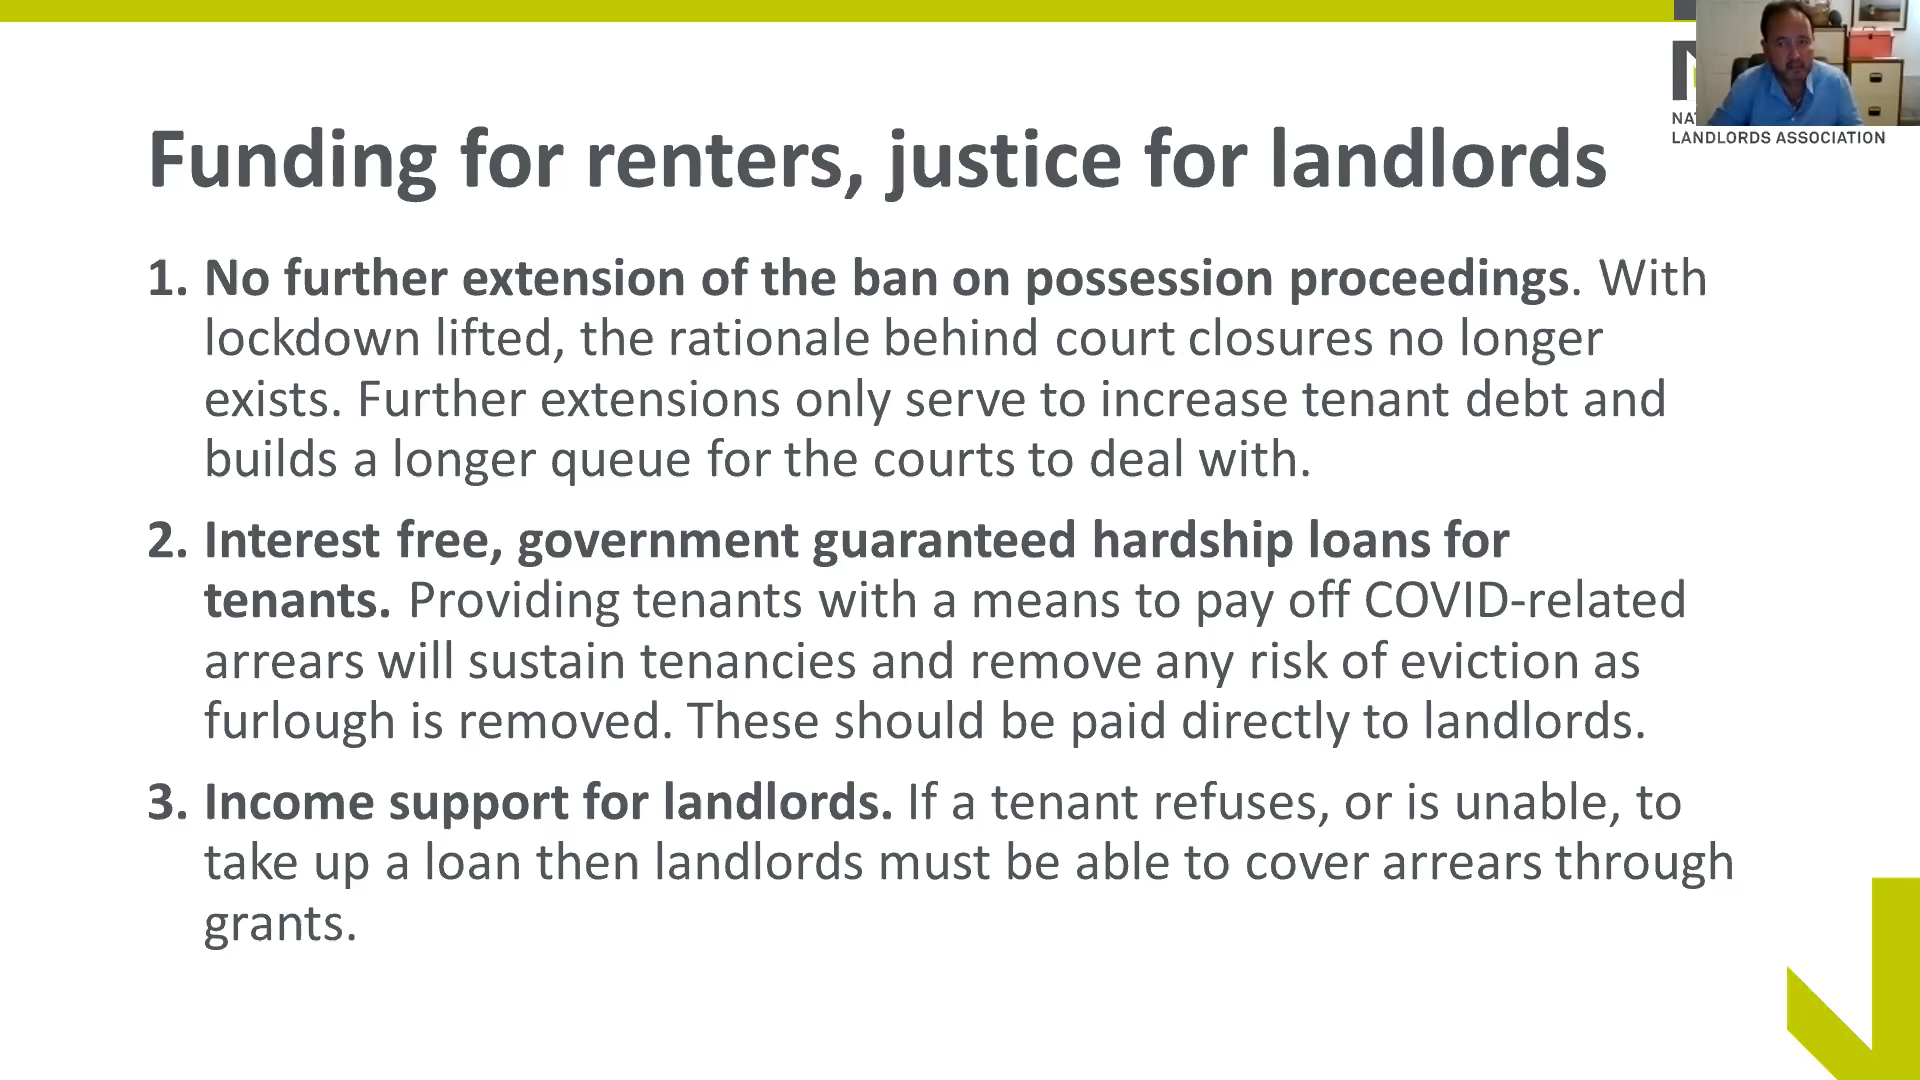 NAT
LANDLORDS ASSOCIATION
Funding for renters, justice for landlords
1. No further extension of the ban on possession proceedings. With
lockdown lifted, the rationale behind court closures no longer
exists. Further extensions only serve to increase tenant debt and
builds a longer queue for the courts to deal with.
2. Interest free, government guaranteed hardship loans for
tenants. Providing tenants with a means to pay off COVID-related
arrears will sustain tenancies and remove any risk of eviction as
furlough is removed. These should be paid directly to landlords.
3. Income support for landlords. If a tenant refuses, or is unable, to
take up a loan then landlords must be able to cover arrears through
grants.